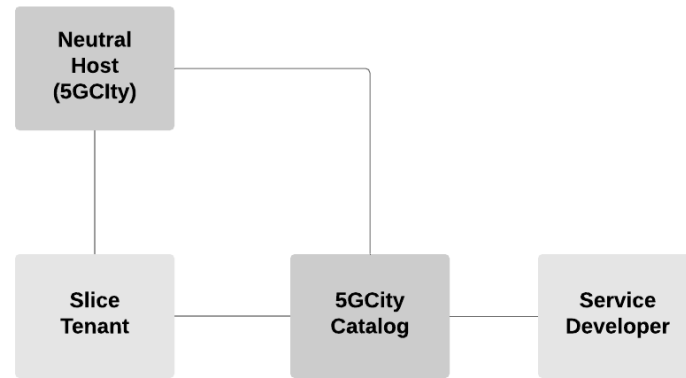 Neutral
Host
(5GCIty)
Slice
Tenant
5GCity
Catalog
Service
Developer